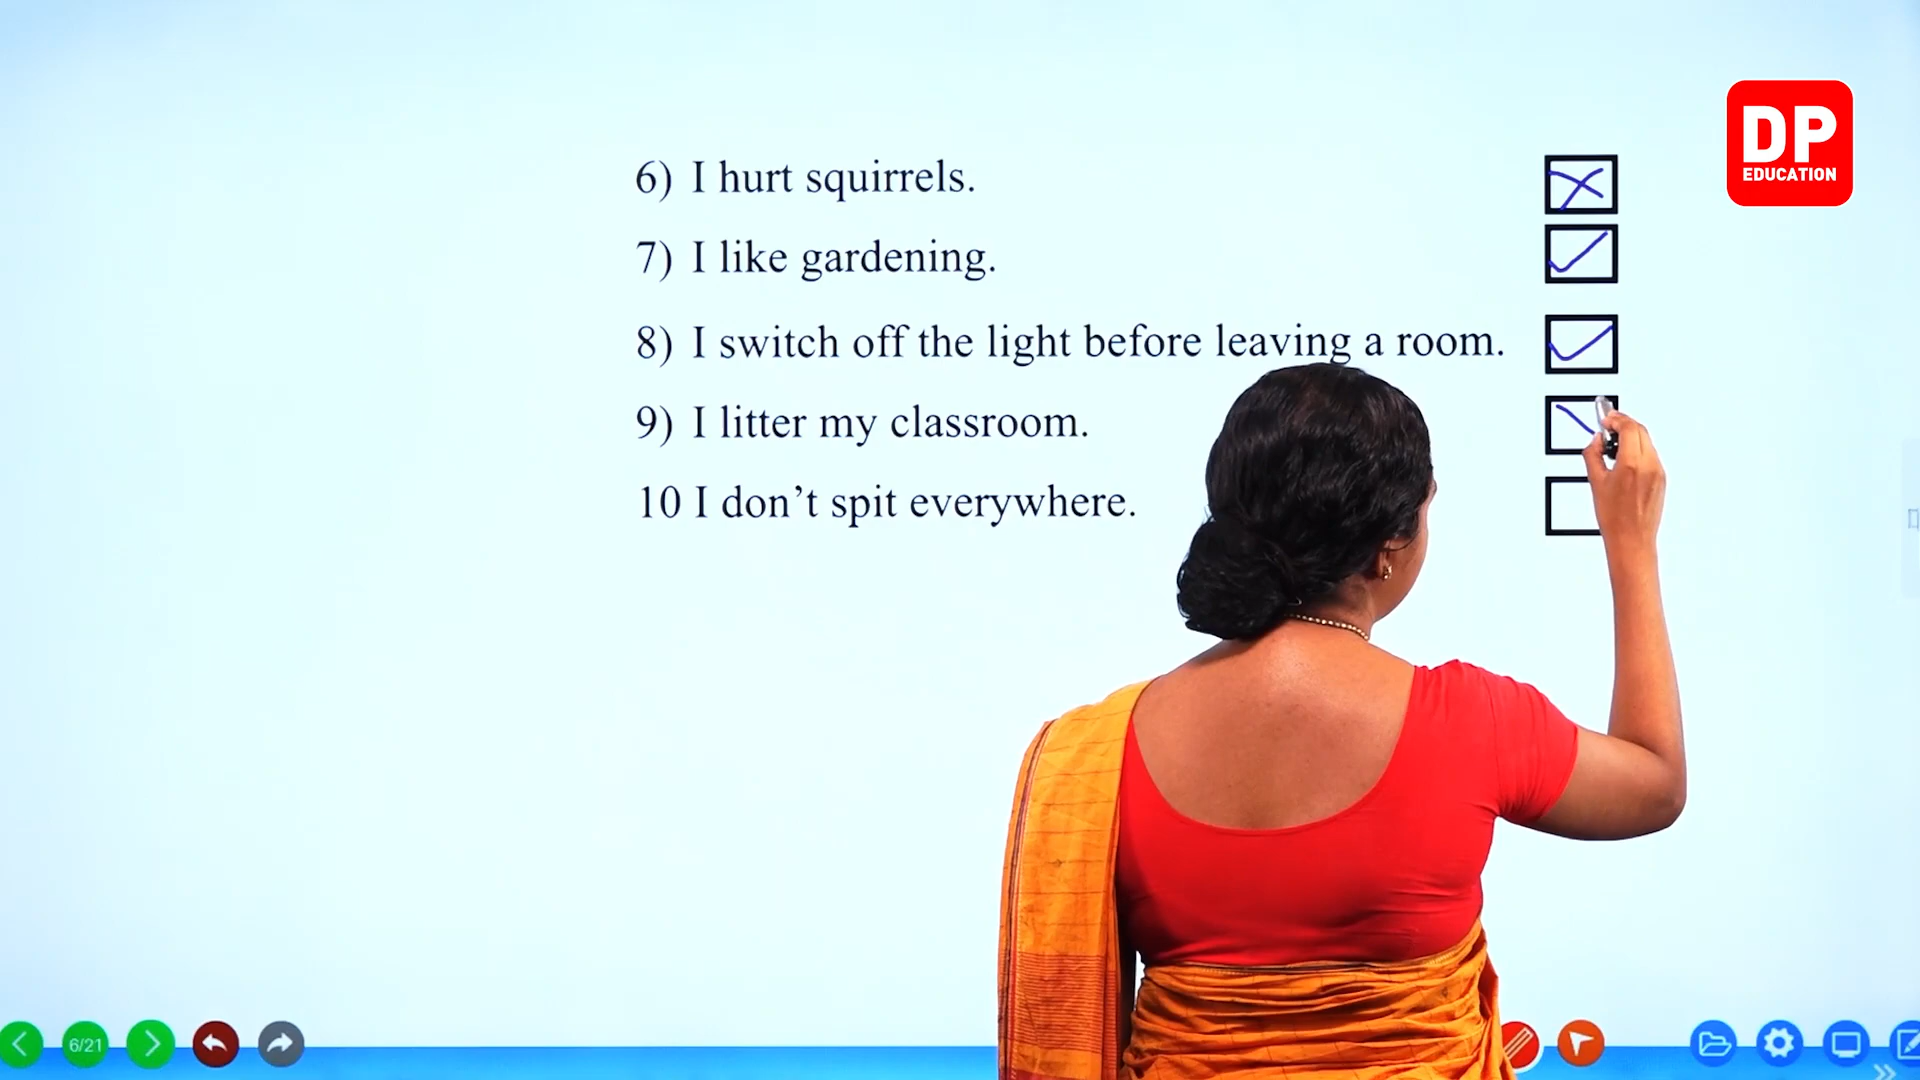 DP
EDUCATION
6) I hurt squirrels.
7) I like gardening.
8) I switch off the light before leaving a room.
9) I litter my classroom.
10 I don’t spit everywhere.
6/21